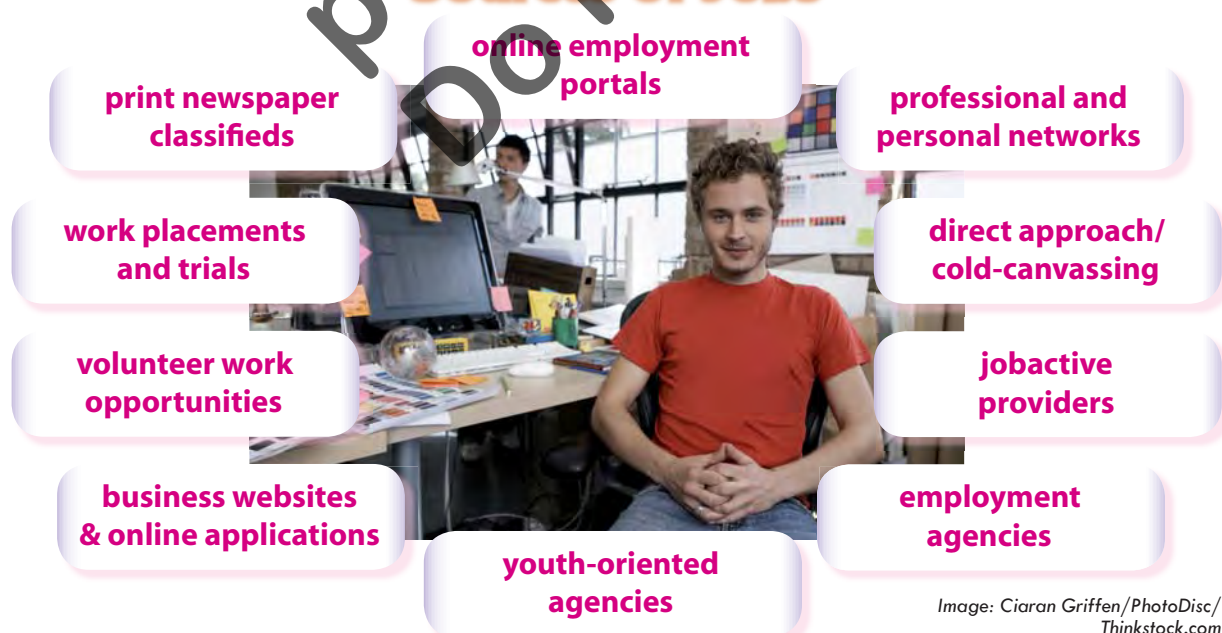 online employment
portals
print newspaper
classifieds
professional and
personal networks
work placements
and trials
direct approach/
cold-canvassing
volunteer work
opportunities
jobactive
providers
business websites
& online applications
employment
agencies
youth-oriented
agencies
Do
Image: Ciaran Griffen/PhotoDisc/
Thinkstock.com